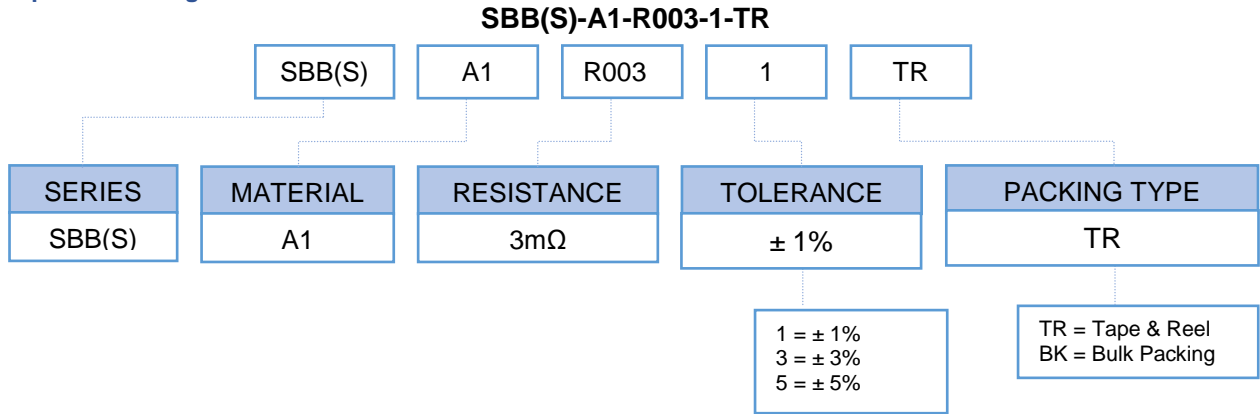 SBB(S)-A1-R003-1-TR
SBB(S) A1 R003 1 TR
SERIES MATERIAL RESISTANCE TOLERANCE PACKING TYPE
SBB(S) A1 3mΩ ± 1% TR
1 = ± 1%
3 = ± 3%
5 = ± 5%
TR = Tape & Reel
BK = Bulk Packing